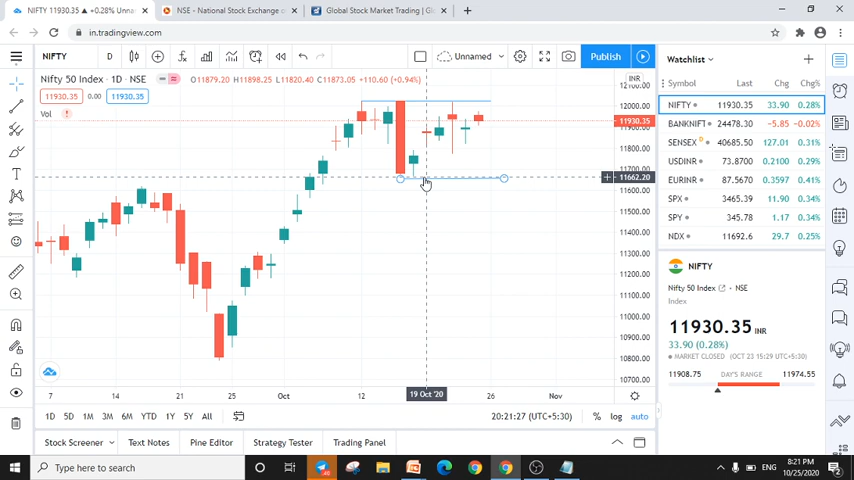 NIFTY 11930.35 ▲ +0.28% Unnam
NSE - National Stock Exchange o
Global Stock Market Trading | Gl
in.tradingview.com
NIFTY D Unnamed Publish
Nifty 50 Index · 1D · NSE O11879.20 H11898.25 L11820.40 C11873.05 +110.60 (+0.94%)
11930.35 0.00 11930.35
Vol
INR
12100.00
12000.00
11930.35
11900.00
11800.00
11700.00
11662.20
11600.00
11500.00
11400.00
11300.00
11200.00
11100.00
11000.00
10900.00
10800.00
10700.00
7 14 21 25 Oct 12 19 Oct '20 26 Nov
1D 5D 1M 3M 6M YTD 1Y 5Y All 20:21:27 (UTC+5:30) % log auto
Stock Screener Text Notes Pine Editor Strategy Tester Trading Panel
Watchlist
Symbol Last Chg Chg%
NIFTY 11930.35 33.90 0.28%
BANKNIFT 24478.30 -5.85 -0.02%
SENSEX 40685.50 127.01 0.31%
USDINR 73.8700 0.2100 0.29%
EURINR 87.5670 0.3597 0.41%
SPX 3465.39 11.90 0.34%
SPY 345.78 1.17 0.34%
NDX 11692.6 29.7 0.25%
NIFTY
Nifty 50 Index NSE
Index
11930.35 INR
33.90 (0.28%)
MARKET CLOSED (OCT 23 15:29 UTC+5:30)
11908.75 DAY'S RANGE 11974.55
Type here to search
ENG
8:21 PM
10/25/2020
2